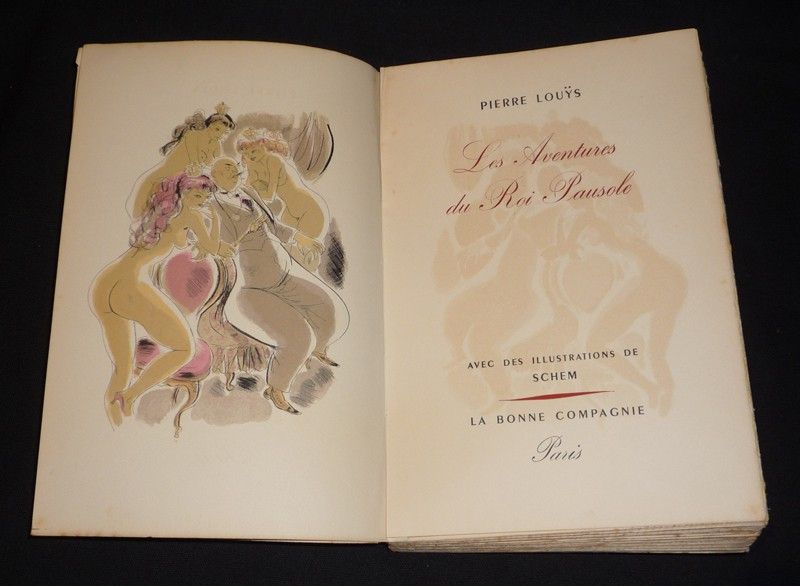 PIERRE LOUŸS
Les Aventures
du Roi Pausole
AVEC DES ILLUSTRATIONS DE
SCHEM
LA BONNE COMPAGNIE
Paris